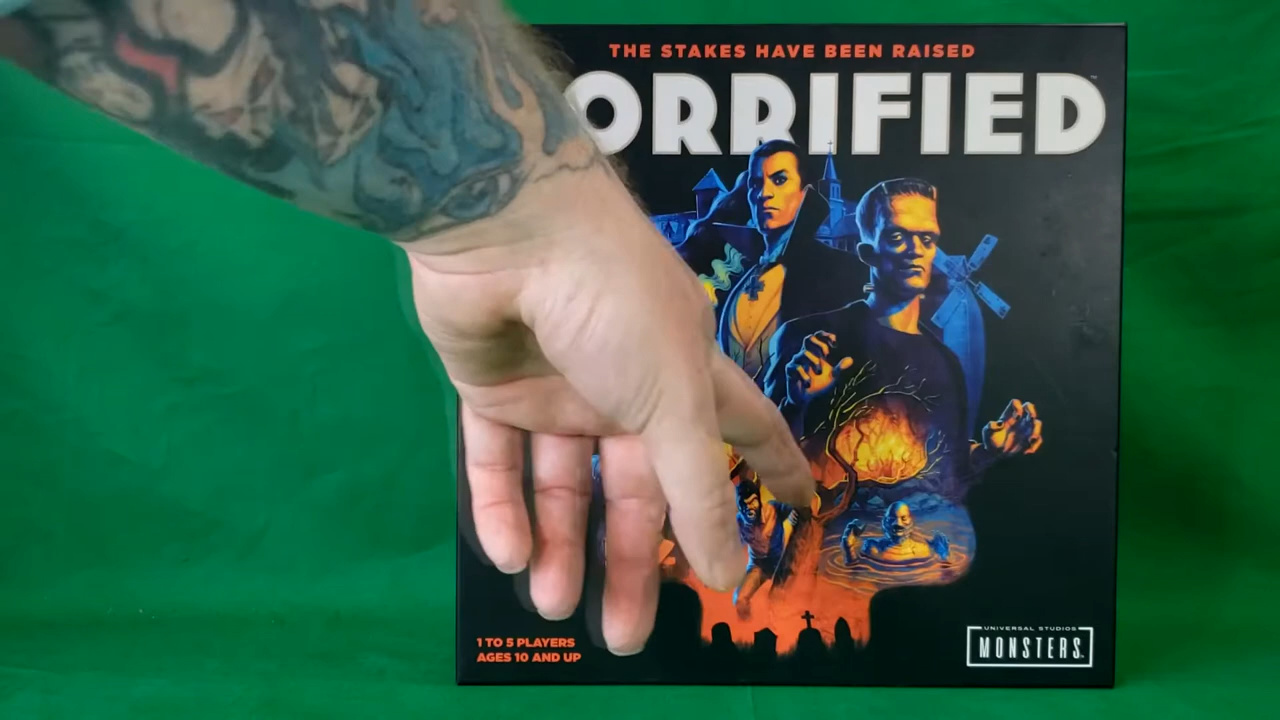 THE STAKES HAVE BEEN RAISED
ORRIFIED
1 TO 5 PLAYERS
AGES 10 AND UP
UNIVERSAL STUDIOS
MONSTERS